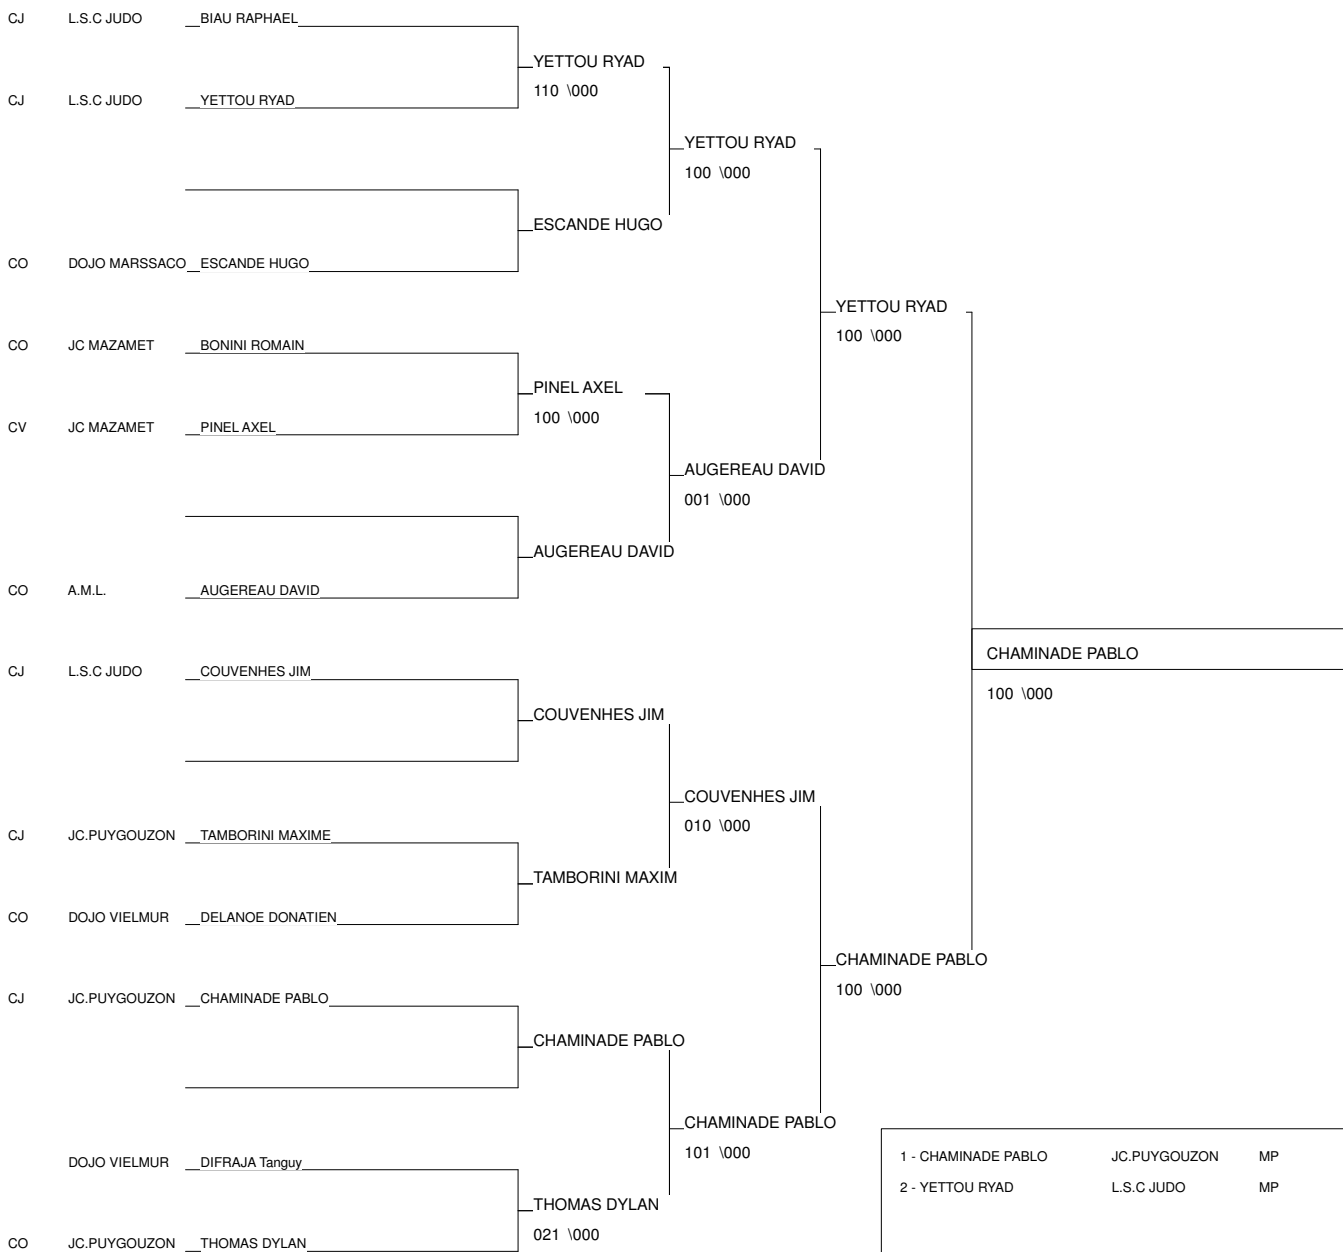 CJ L.S.C JUDO BIAU RAPHAEL
YETTOU RYAD
110 \000
CJ L.S.C JUDO YETTOU RYAD
YETTOU RYAD
100 \000
ESCANDE HUGO
CO DOJO MARSSACO ESCANDE HUGO
YETTOU RYAD
100 \000
CO JC MAZAMET BONINI ROMAIN
PINEL AXEL
100 \000
CV JC MAZAMET PINEL AXEL
AUGEREAU DAVID
001 \000
AUGEREAU DAVID
CO A.M.L. AUGEREAU DAVID
CHAMINADE PABLO
100 \000
CJ L.S.C JUDO COUVENHES JIM
COUVENHES JIM
COUVENHES JIM
010 \000
CJ JC.PUYGOUZON TAMBORINI MAXIME
TAMBORINI MAXIM
CO DOJO VIELMUR DELANOE DONATIEN
CHAMINADE PABLO
100 \000
CJ JC.PUYGOUZON CHAMINADE PABLO
CHAMINADE PABLO
CHAMINADE PABLO
101 \000
DOJO VIELMUR DIFRAJA Tanguy
THOMAS DYLAN
021 \000
CO JC.PUYGOUZON THOMAS DYLAN
1 - CHAMINADE PABLO JC.PUYGOUZON MP
2 - YETTOU RYAD L.S.C JUDO MP